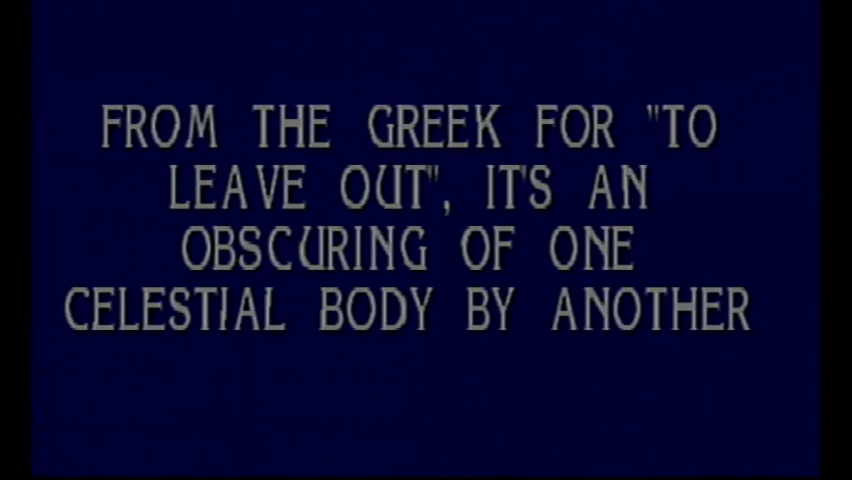 FROM THE GREEK FOR "TO
LEAVE OUT", IT'S AN
OBSCURING OF ONE
CELESTIAL BODY BY ANOTHER